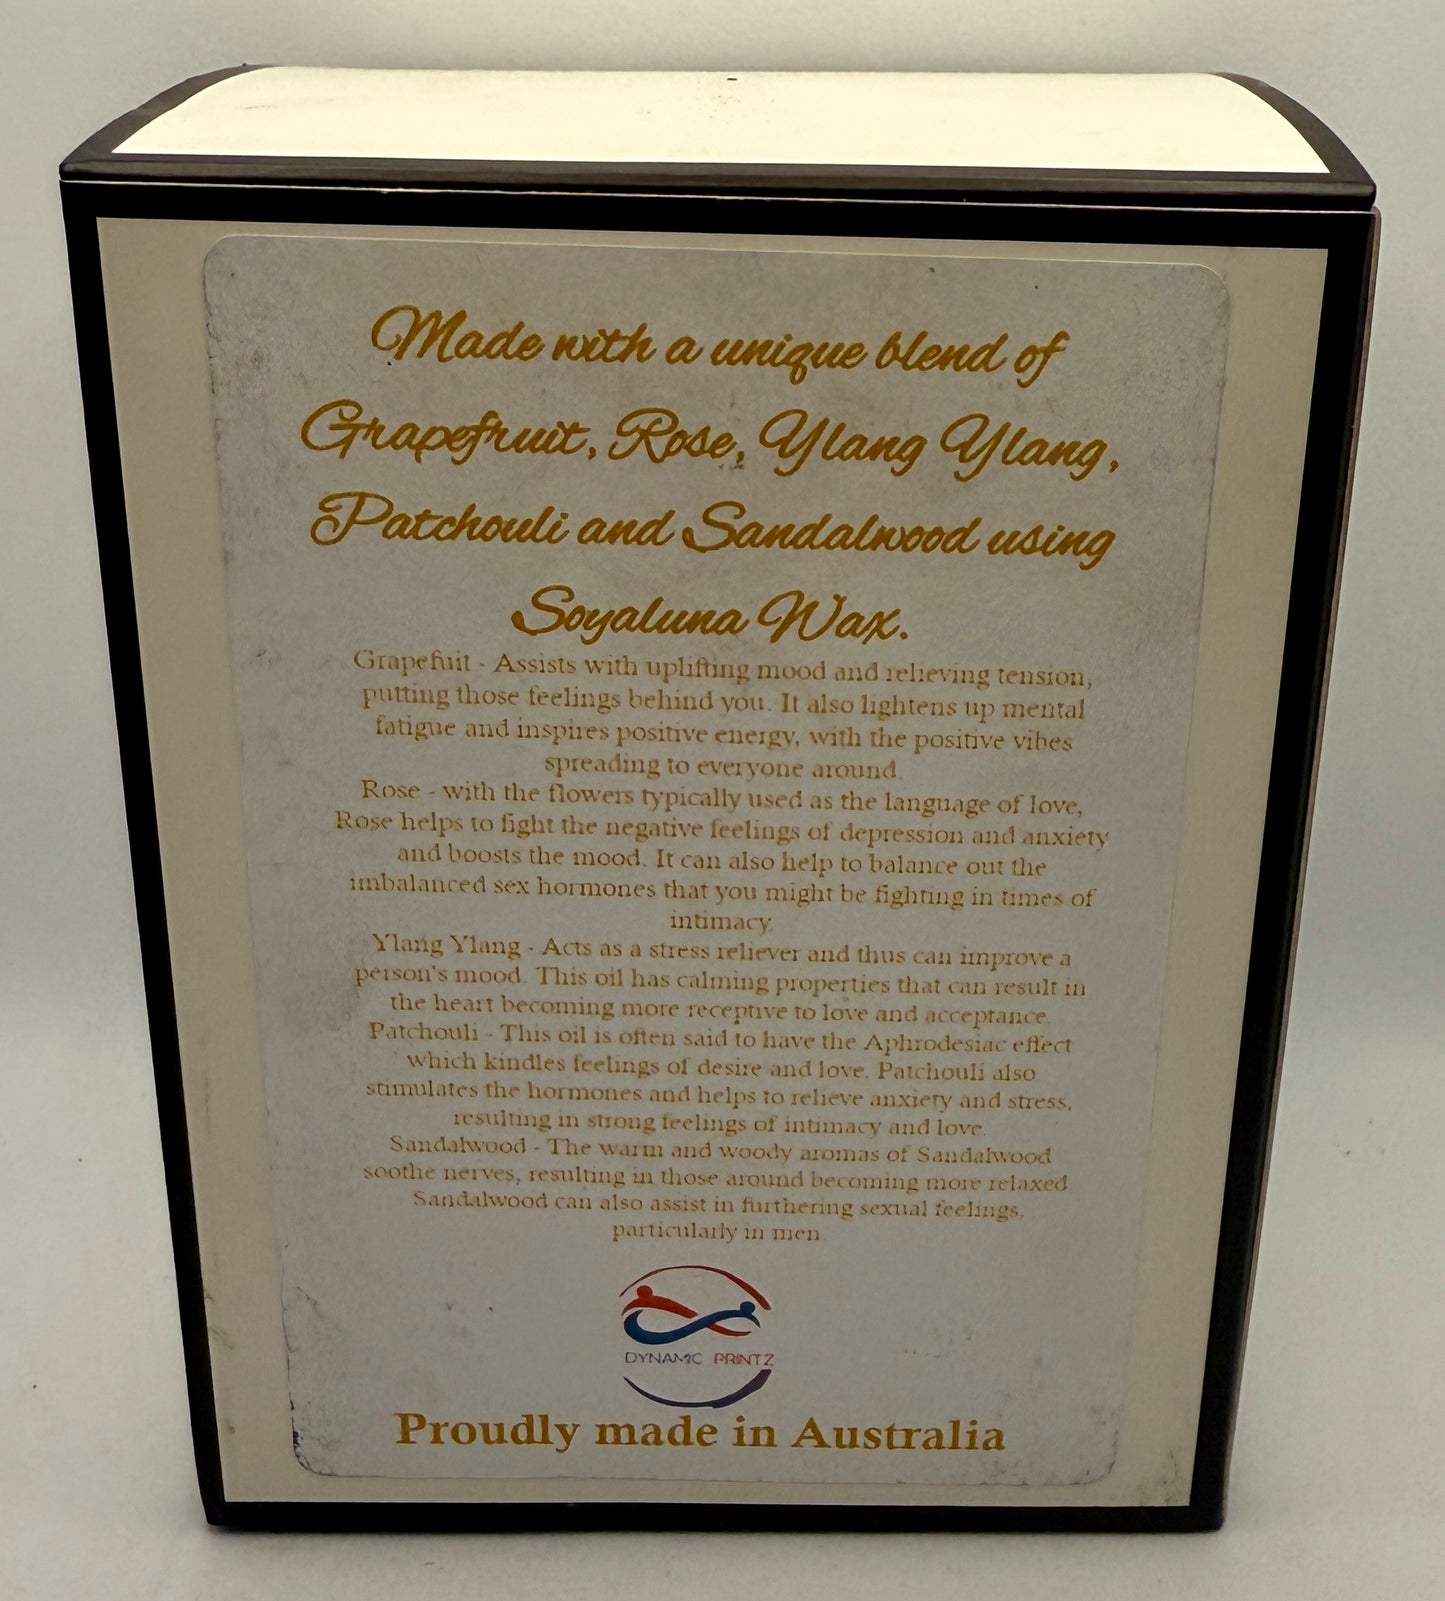 Made with a unique blend of
Grapefruit, Rose, Ylang Ylang,
Patchouli and Sandalwood using
Soyaluna Wax.
Grapefuit - Assists with uplifting mood and relieving tension,
putting those feelings behind you. It also lightens up mental
fatigue and inspires positive energy, with the positive vibes
spreading to everyone around.
Rose - with the flowers typically used as the language of love,
Rose helps to fight the negative feelings of depression and anxiety
and boosts the mood. It can also help to balance out the
imbalanced sex hormones that you might be fighting in times of
intimacy.
Ylang Ylang - Acts as a stress reliever and thus can improve a
person's mood. This oil has calming properties that can result in
the heart becoming more receptive to love and acceptance.
Patchouli - This oil is often said to have the Aphrodesiac effect
which kindles feelings of desire and love. Patchouli also
stimulates the hormones and helps to relieve anxiety and stress,
resulting in strong feelings of intimacy and love.
Sandalwood - The warm and woody aromas of Sandalwood
soothe nerves, resulting in those around becoming more relaxed.
Sandalwood can also assist in furthering sexual feelings,
particularly in men.
DYNAMIC PRINTZ
Proudly made in Australia